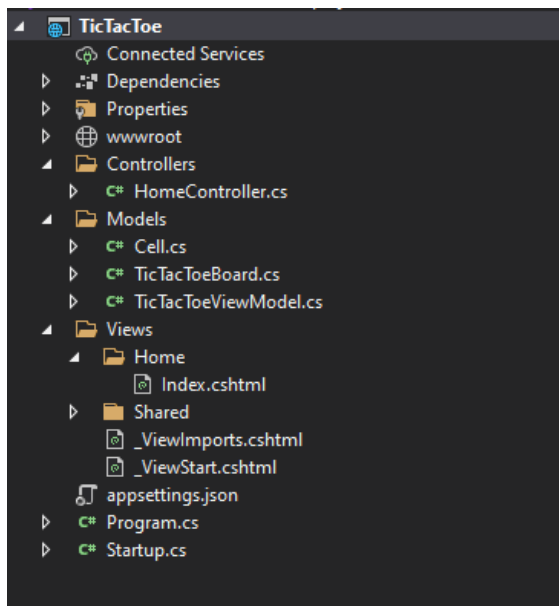 TicTacToe
Connected Services
Dependencies
Properties
wwwroot
Controllers
C# HomeController.cs
Models
C# Cell.cs
C# TicTacToeBoard.cs
C# TicTacToeViewModel.cs
Views
Home
Index.cshtml
Shared
_ViewImports.cshtml
_ViewStart.cshtml
appsettings.json
C# Program.cs
C# Startup.cs